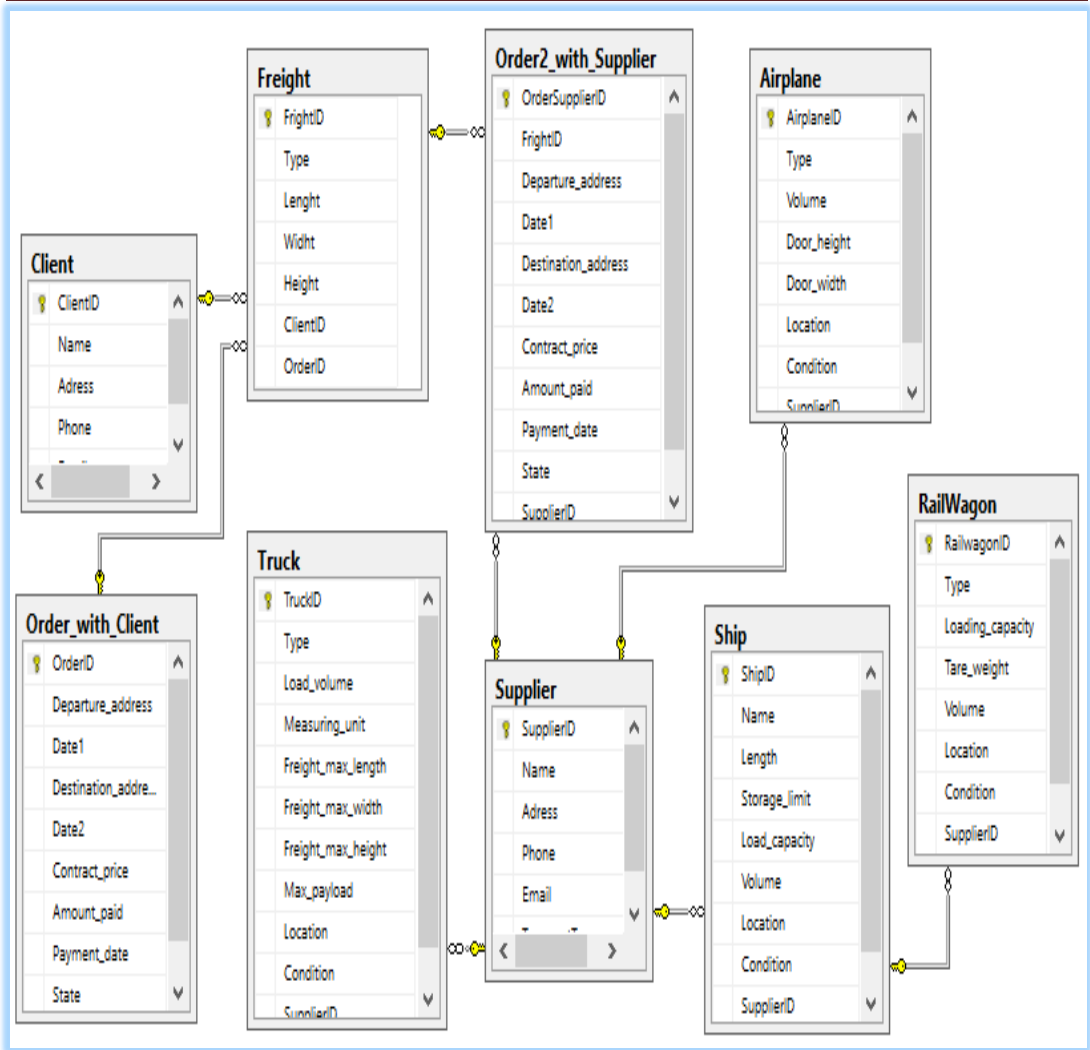 Freight
FrightID
Type
Lenght
Widht
Height
ClientID
OrderID
Order2_with_Supplier
OrderSupplierID
FrightID
Departure_address
Date1
Destination_address
Date2
Contract_price
Amount_paid
Payment_date
State
SupplierID
Airplane
AirplaneID
Type
Volume
Door_height
Door_width
Location
Condition
SupplierID
Client
ClientID
Name
Adress
Phone
Order_with_Client
OrderID
Departure_address
Date1
Destination_addre...
Date2
Contract_price
Amount_paid
Payment_date
State
Truck
TruckID
Type
Load_volume
Measuring_unit
Freight_max_length
Freight_max_width
Freight_max_height
Max_payload
Location
Condition
SupplierID
Supplier
SupplierID
Name
Adress
Phone
Email
Ship
ShipID
Name
Length
Storage_limit
Load_capacity
Volume
Location
Condition
SupplierID
RailWagon
RailwagonID
Type
Loading_capacity
Tare_weight
Volume
Location
Condition
SupplierID